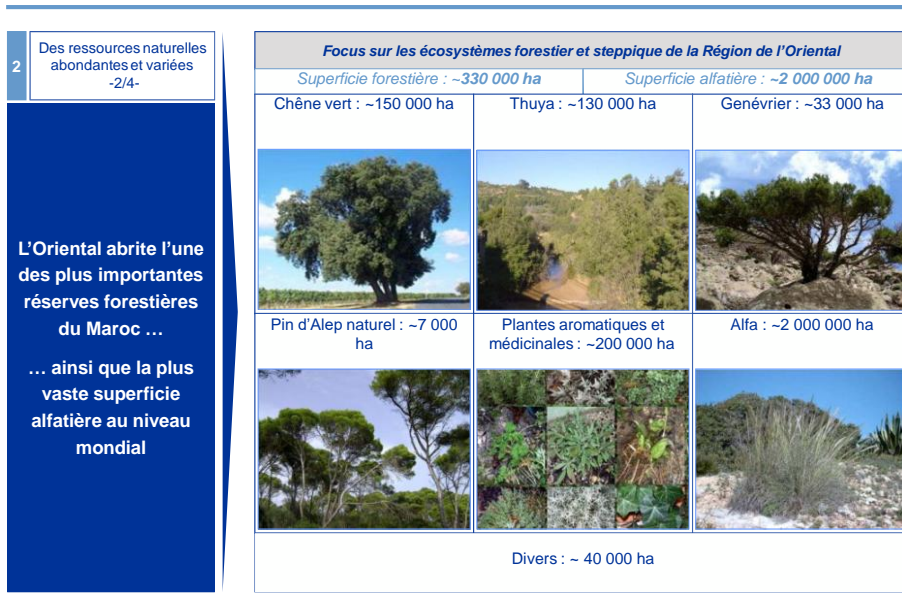 2
Des ressources naturelles
abondantes et variées
-2/4-
L'Oriental abrite l'une
des plus importantes
réserves forestières
du Maroc …
… ainsi que la plus
vaste superficie
alfatière au niveau
mondial
Focus sur les écosystèmes forestier et steppique de la Région de l'Oriental
Superficie forestière : ~330 000 ha
Superficie alfatière : ~2 000 000 ha
Chêne vert : ~150 000 ha
Thuya : ~130 000 ha
Genévrier : ~33 000 ha
Pin d'Alep naturel : ~7 000
ha
Plantes aromatiques et
médicinales : ~200 000 ha
Alfa : ~2 000 000 ha
Divers : ~ 40 000 ha